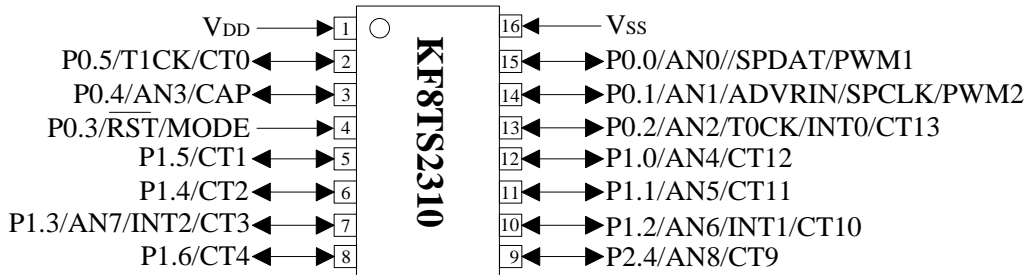 VDD 1 16 VSS
P0.5/T1CK/CT0 2 15 P0.0/AN0//SPDAT/PWM1
P0.4/AN3/CAP 3 14 P0.1/AN1/ADVRIN/SPCLK/PWM2
P0.3/RST/MODE 4 13 P0.2/AN2/T0CK/INT0/CT13
P1.5/CT1 5 12 P1.0/AN4/CT12
P1.4/CT2 6 11 P1.1/AN5/CT11
P1.3/AN7/INT2/CT3 7 10 P1.2/AN6/INT1/CT10
P1.6/CT4 8 9 P2.4/AN8/CT9
KF8TS2310